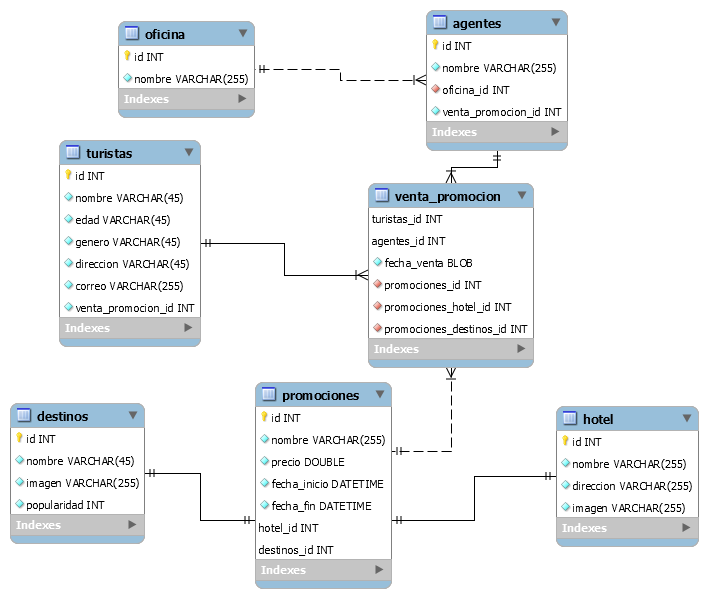 oficina
id INT
nombre VARCHAR(255)
Indexes
agentes
id INT
nombre VARCHAR(255)
oficina_id INT
venta_promocion_id INT
Indexes
turistas
id INT
nombre VARCHAR(45)
edad VARCHAR(45)
genero VARCHAR(45)
direccion VARCHAR(45)
correo VARCHAR(255)
venta_promocion_id INT
Indexes
venta_promocion
turistas_id INT
agentes_id INT
fecha_venta BLOB
promociones_id INT
promociones_hotel_id INT
promociones_destinos_id INT
Indexes
destinos
id INT
nombre VARCHAR(45)
imagen VARCHAR(255)
popularidad INT
Indexes
promociones
id INT
nombre VARCHAR(255)
precio DOUBLE
fecha_inicio DATETIME
fecha_fin DATETIME
hotel_id INT
destinos_id INT
Indexes
hotel
id INT
nombre VARCHAR(255)
direccion VARCHAR(255)
imagen VARCHAR(255)
Indexes